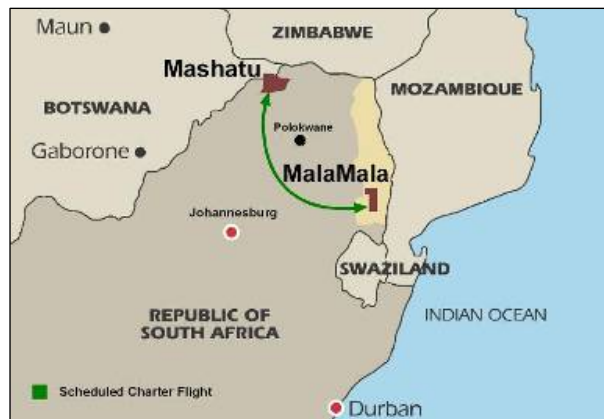 Maun
ZIMBABWE
Mashatu
MOZAMBIQUE
BOTSWANA
Polokwane
Gaborone
MalaMala
Johannesburg
SWAZILAND
REPUBLIC OF
SOUTH AFRICA
INDIAN OCEAN
Scheduled Charter Flight
Durban